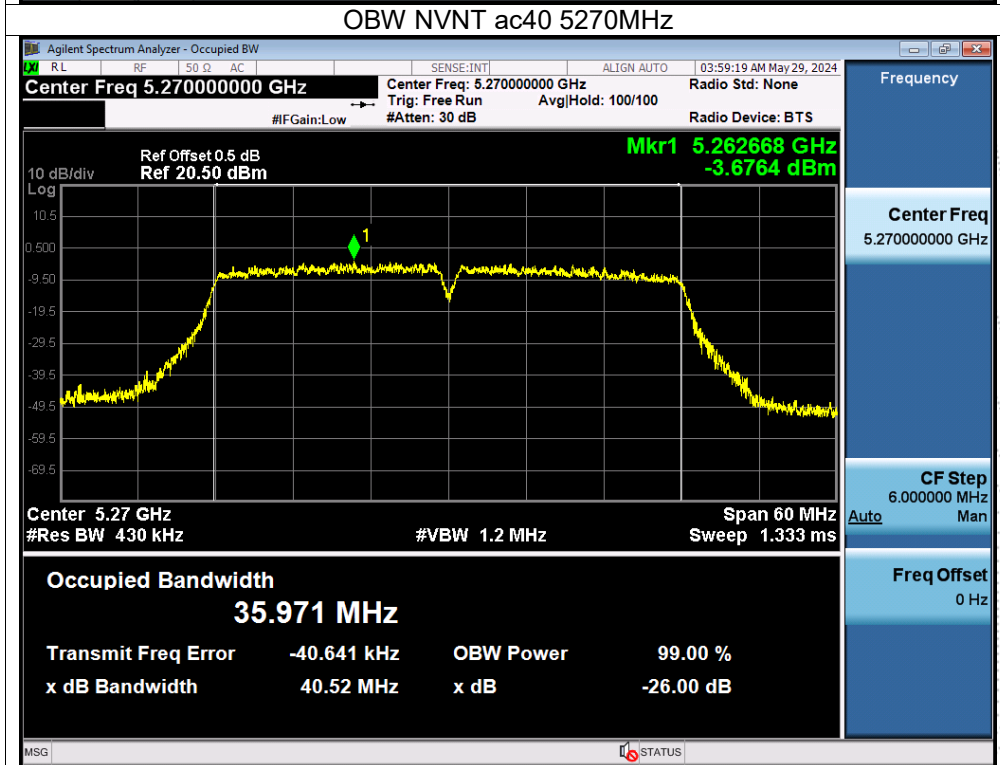 OBW NVNT ac40 5270MHz
Agilent Spectrum Analyzer - Occupied BW
LXI RL RF 50 Ω AC SENSE:INT ALIGN AUTO 03:59:19 AM May 29, 2024
Center Freq 5.270000000 GHz Center Freq: 5.270000000 GHz Radio Std: None
Trig: Free Run Avg|Hold: 100/100
#IFGain:Low #Atten: 30 dB Radio Device: BTS
Frequency
Mkr1 5.262668 GHz
-3.6764 dBm
Ref Offset 0.5 dB
10 dB/div Ref 20.50 dBm
Log
10.5
0.500
-9.50
-19.5
-29.5
-39.5
-49.5
-59.5
-69.5
1
Center 5.27 GHz Span 60 MHz
#Res BW 430 kHz #VBW 1.2 MHz Sweep 1.333 ms
Center Freq
5.270000000 GHz
CF Step
6.000000 MHz
Auto Man
Freq Offset
0 Hz
Occupied Bandwidth
35.971 MHz
Transmit Freq Error -40.641 kHz OBW Power 99.00 %
x dB Bandwidth 40.52 MHz x dB -26.00 dB
MSG STATUS